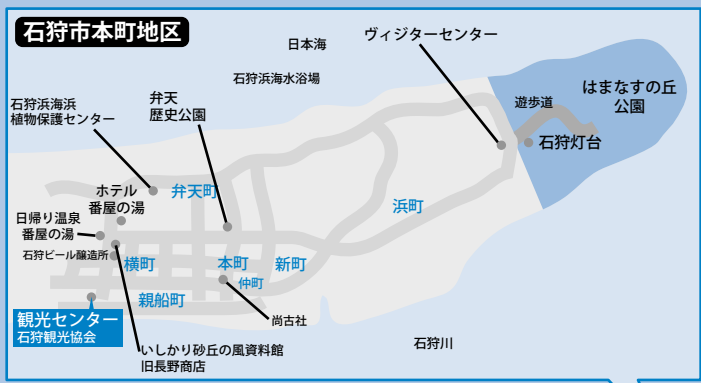 石狩市本町地区
日本海
ヴィジターセンター
石狩浜海水浴場
はまなすの丘
公園
遊歩道
石狩灯台
石狩浜海浜
植物保護センター
弁天
歴史公園
ホテル
番屋の湯
弁天町
浜町
日帰り温泉
番屋の湯
石狩ビール醸造所
横町
本町
新町
仲町
親船町
観光センター
石狩観光協会
尚古社
いしかり砂丘の風資料館
旧長野商店
石狩川